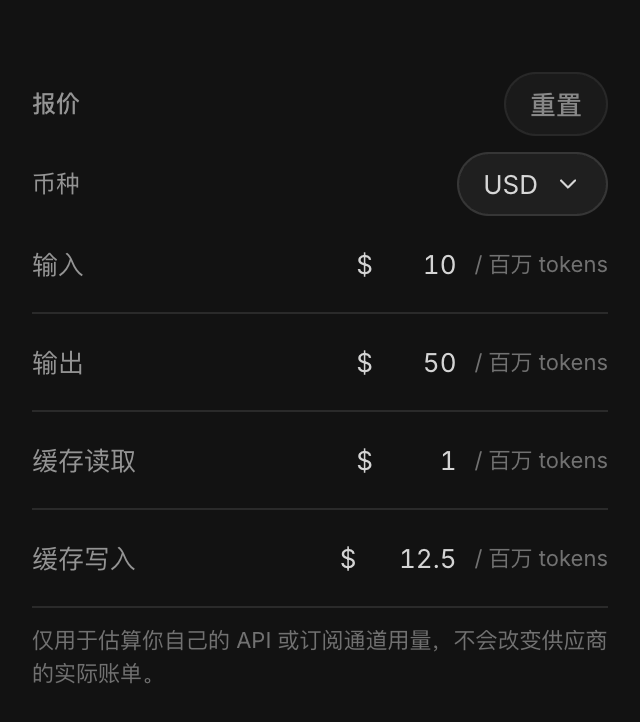 报价 重置
币种 USD
输入 $ 10 / 百万 tokens
输出 $ 50 / 百万 tokens
缓存读取 $ 1 / 百万 tokens
缓存写入 $ 12.5 / 百万 tokens
仅用于估算你自己的 API 或订阅通道用量，不会改变供应商
的实际账单。